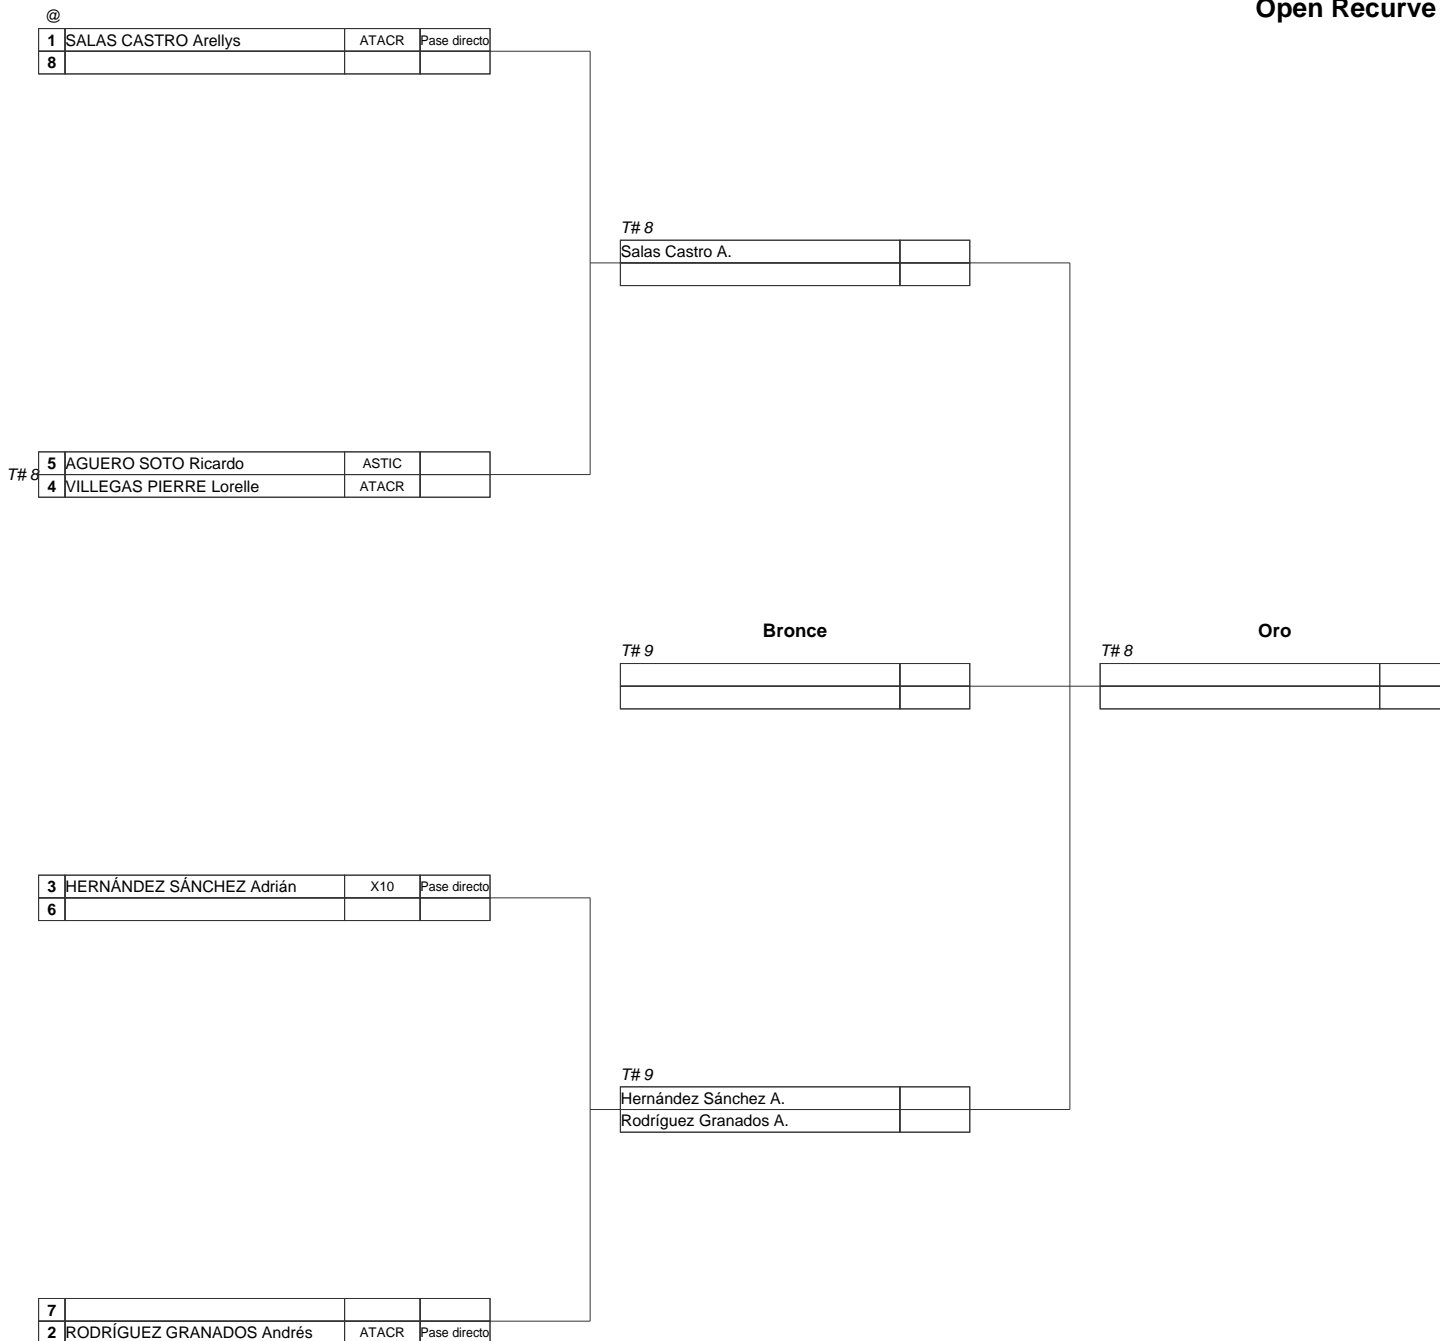 Open Recurve
@
1 SALAS CASTRO Arellys ATACR Pase directo
8
T# 8
Salas Castro A.
T# 8
5 AGUERO SOTO Ricardo ASTIC
4 VILLEGAS PIERRE Lorelle ATACR
Bronce
T# 9
Oro
T# 8
3 HERNÁNDEZ SÁNCHEZ Adrián X10 Pase directo
6
T# 9
Hernández Sánchez A.
Rodríguez Granados A.
7
2 RODRÍGUEZ GRANADOS Andrés ATACR Pase directo